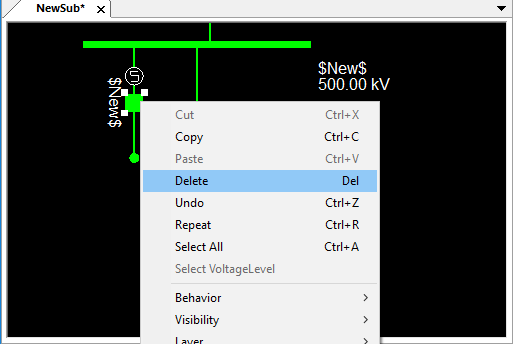 NewSub*
$New$
500.00 kV
$New$
Cut Ctrl+X
Copy Ctrl+C
Paste Ctrl+V
Delete Del
Undo Ctrl+Z
Repeat Ctrl+R
Select All Ctrl+A
Select VoltageLevel
Behavior
Visibility
Layer